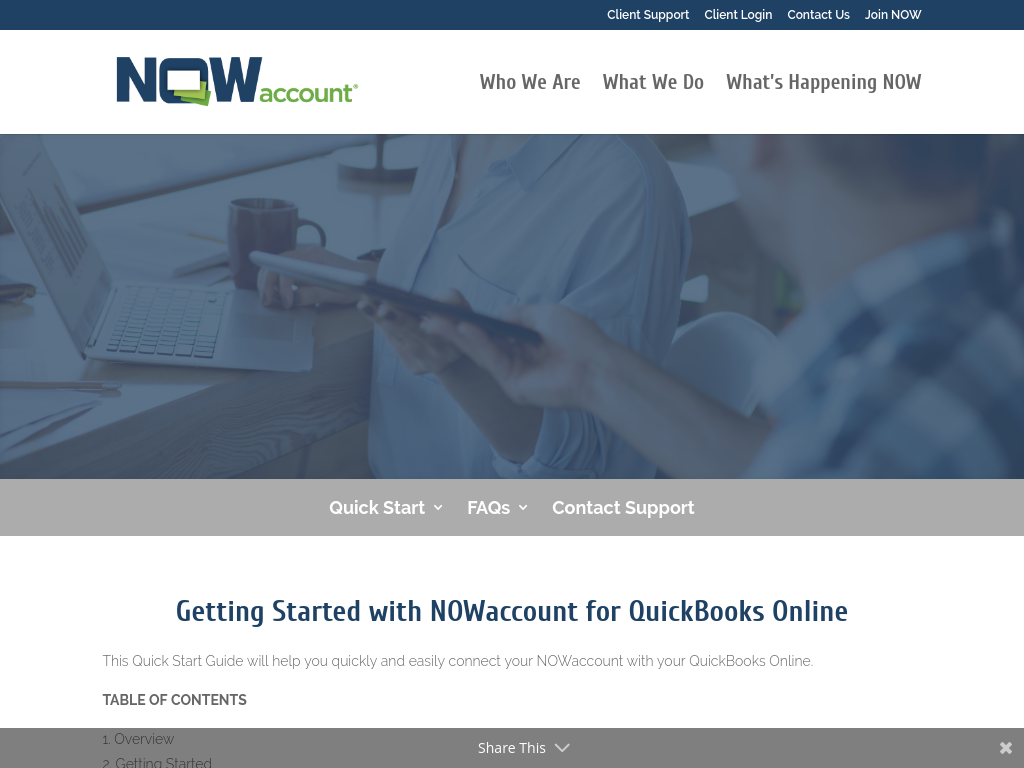 Client Support Client Login Contact Us Join NOW
NOWaccount®
Who We Are What We Do What's Happening NOW
Quick Start FAQs Contact Support
Getting Started with NOWaccount for QuickBooks Online
This Quick Start Guide will help you quickly and easily connect your NOWaccount with your QuickBooks Online.
TABLE OF CONTENTS
1. Overview
2. Getting Started
Share This